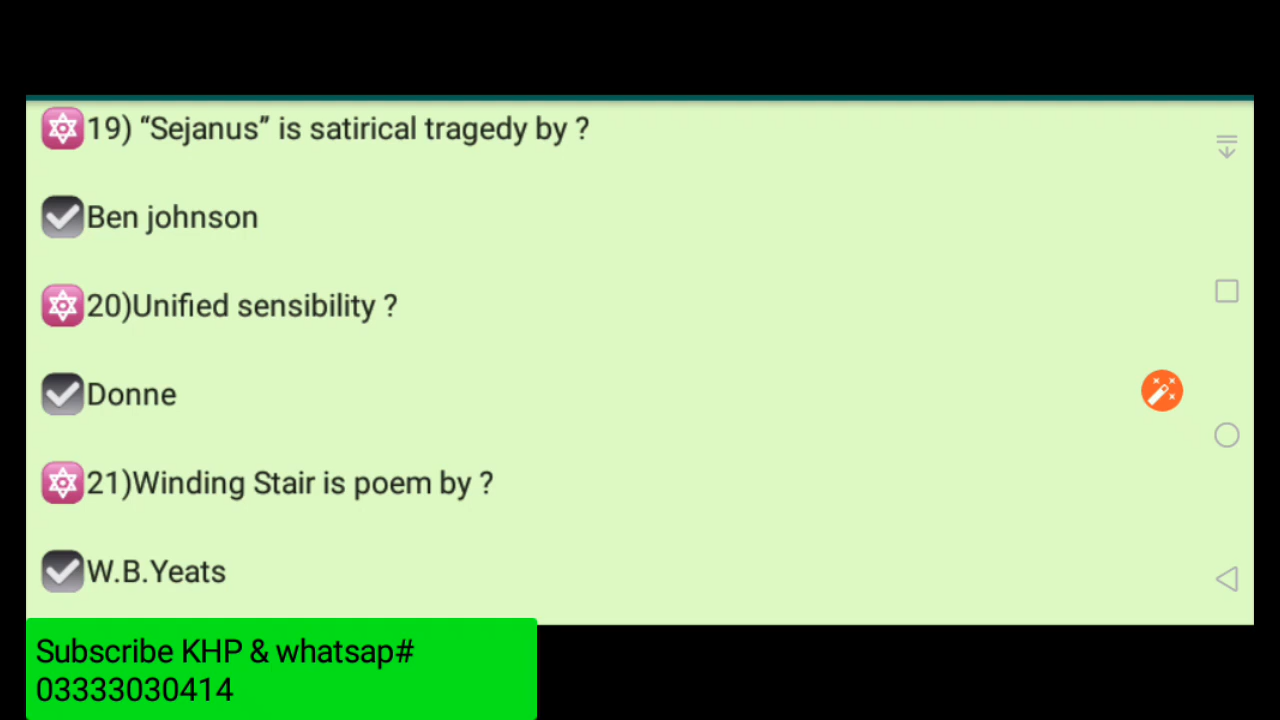 19) “Sejanus” is satirical tragedy by ?
Ben johnson
20)Unified sensibility ?
Donne
21)Winding Stair is poem by ?
W.B.Yeats
Subscribe KHP & whatsap#
03333030414